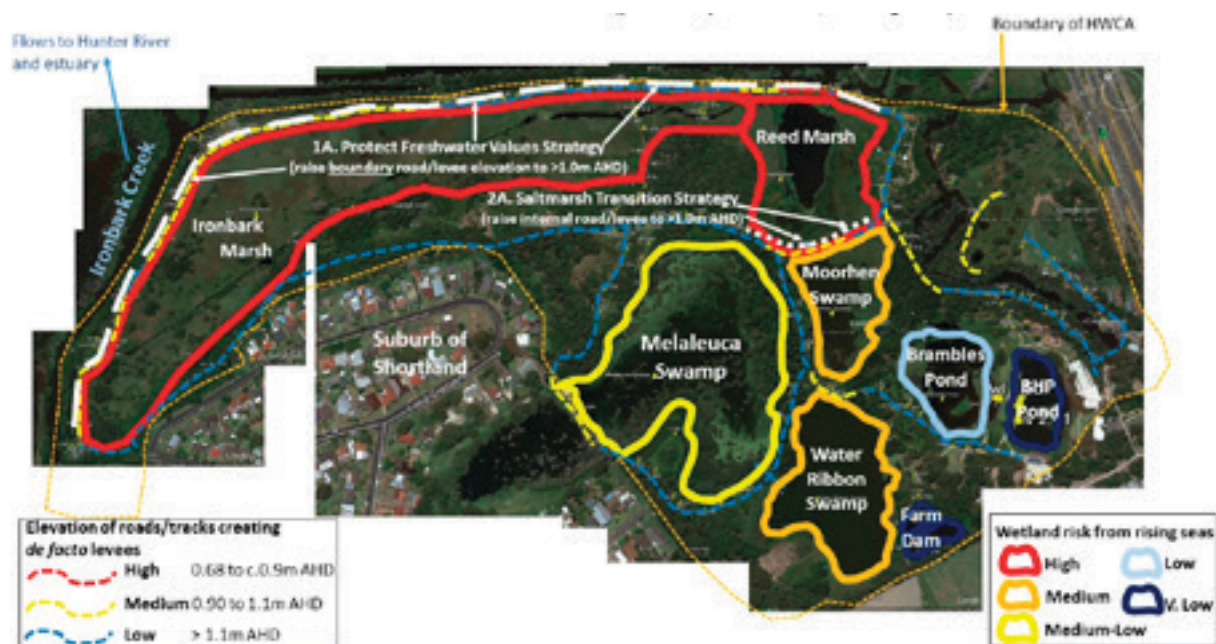 Flows to Hunter River
and estuary
Boundary of HWCA
Ironbark Creek
1A. Protect Freshwater Values Strategy
(raise boundary road/levee elevation to >1.0m AHD)
Reed Marsh
2A. Saltmarsh Transition Strategy
(raise internal road/levee to >1.0m AHD)
Ironbark
Marsh
Moorhen
Swamp
Suburb of
Shortland
Melaleuca
Swamp
Brambles
Pond
BHP
Pond
Water
Ribbon
Swamp
Farm
Dam
Elevation of roads/tracks creating
de facto levees
High 0.68 to c.0.9m AHD
Medium 0.90 to 1.1m AHD
Low > 1.1m AHD
Wetland risk from rising seas
High
Low
Medium
V. Low
Medium-Low